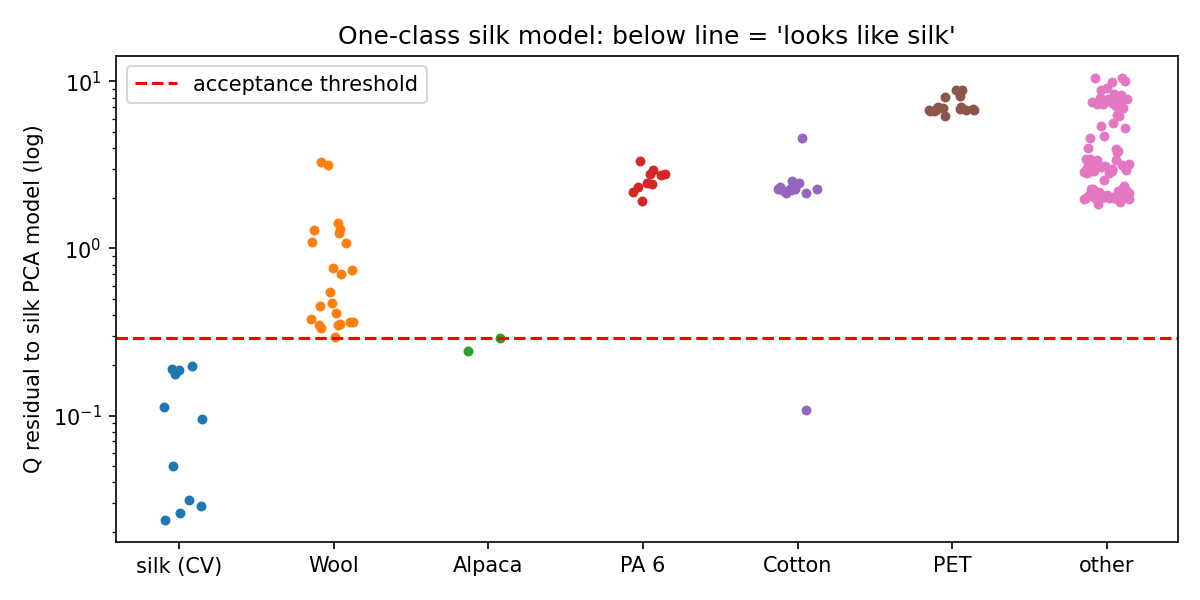 One-class silk model: below line = 'looks like silk'
acceptance threshold
Q residual to silk PCA model (log)
10¹
10⁰
10⁻¹
silk (CV) Wool Alpaca PA 6 Cotton PET other